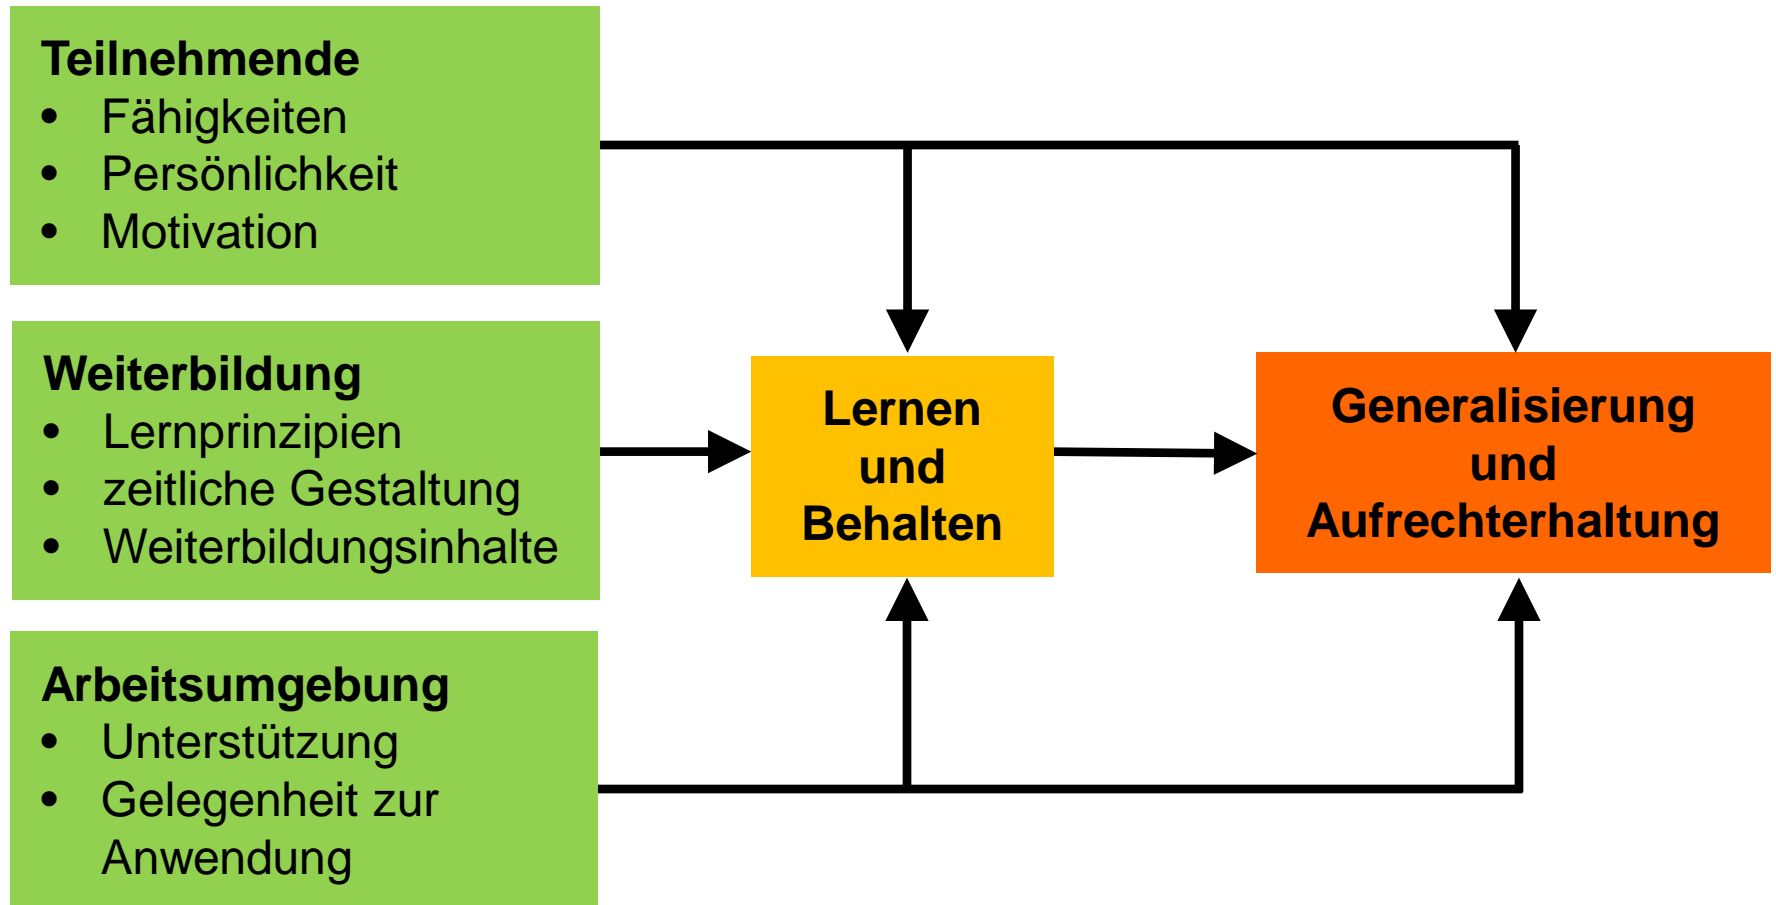 Teilnehmende
• Fähigkeiten
• Persönlichkeit
• Motivation
Weiterbildung
• Lernprinzipien
• zeitliche Gestaltung
• Weiterbildungsinhalte
Arbeitsumgebung
• Unterstützung
• Gelegenheit zur
Anwendung
Lernen
und
Behalten
Generalisierung
und
Aufrechterhaltung